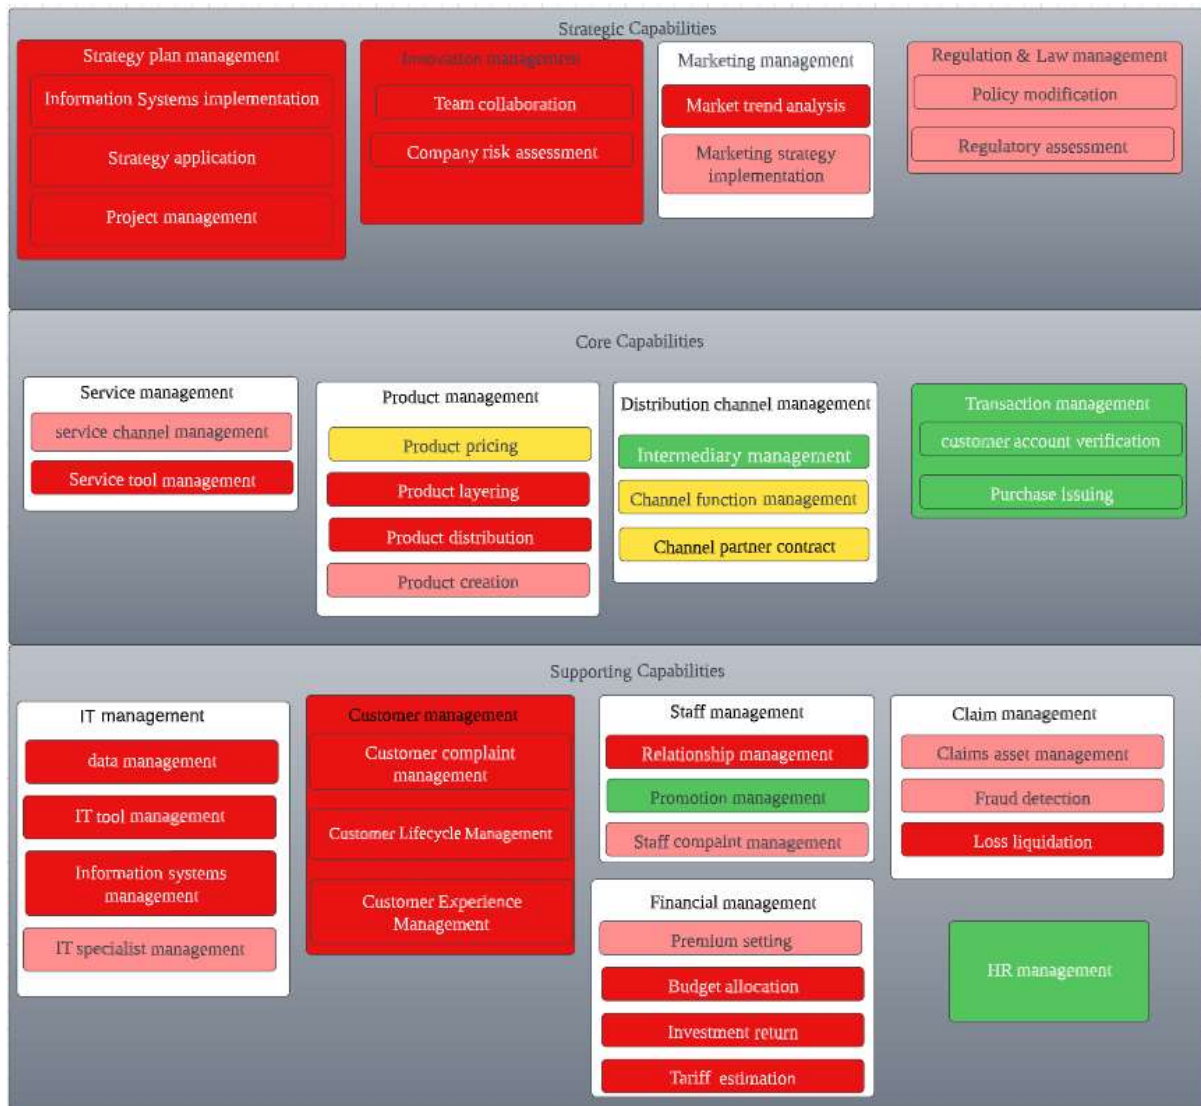 Strategic Capabilities
Strategy plan management
Information Systems implementation
Strategy application
Project management
Innovation management
Team collaboration
Company risk assessment
Marketing management
Market trend analysis
Marketing strategy
implementation
Regulation & Law management
Policy modification
Regulatory assessment
Core Capabilities
Service management
service channel management
Service tool management
Product management
Product pricing
Product layering
Product distribution
Product creation
Distribution channel management
Intermediary management
Channel function management
Channel partner contract
Transaction management
customer account verification
Purchase issuing
Supporting Capabilities
IT management
data management
IT tool management
Information systems
management
IT specialist management
Customer management
Customer complaint
management
Customer Lifecycle Management
Customer Experience
Management
Staff management
Relationship management
Promotion management
Staff compaint management
Financial management
Premium setting
Budget allocation
Investment return
Tariff estimation
Claim management
Claims asset management
Fraud detection
Loss liquidation
HR management